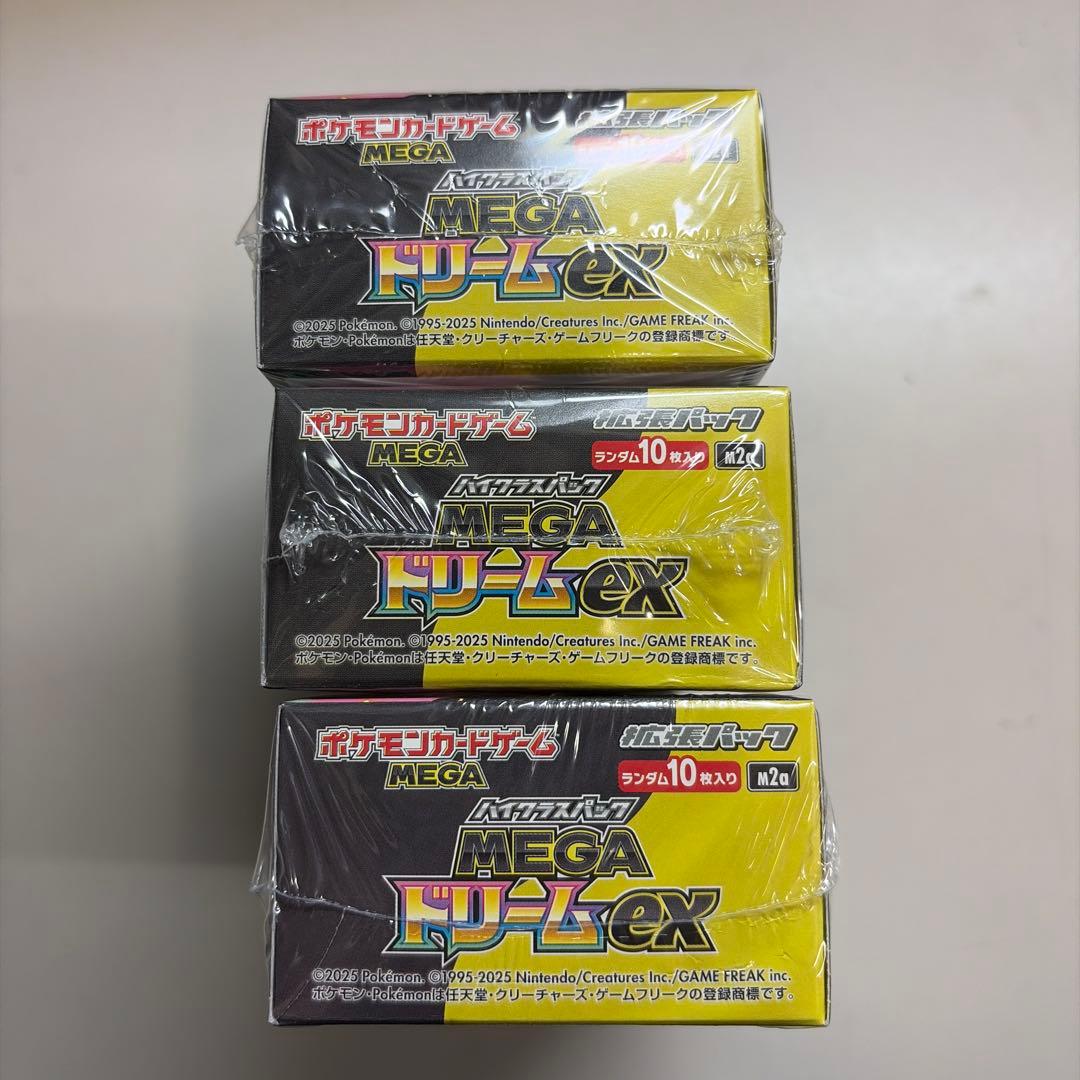 ポケモンカードゲーム
MEGA
拡張パック
ハイクラスパック
MEGA
ドリームex
©2025 Pokémon. ©1995-2025 Nintendo/Creatures Inc./GAME FREAK inc.
ポケモン・Pokémonは任天堂・クリーチャーズ・ゲームフリークの登録商標です
ポケモンカードゲーム
MEGA
拡張パック
ランダム10枚入り M2a
ハイクラスパック
MEGA
ドリームex
©2025 Pokémon. ©1995-2025 Nintendo/Creatures Inc./GAME FREAK inc.
ポケモン・Pokémonは任天堂・クリーチャーズ・ゲームフリークの登録商標です。
ポケモンカードゲーム
MEGA
拡張パック
ランダム10枚入り M2a
ハイクラスパック
MEGA
ドリームex
©2025 Pokémon. ©1995-2025 Nintendo/Creatures Inc./GAME FREAK inc.
ポケモン・Pokémonは任天堂・クリーチャーズ・ゲームフリークの登録商標です。